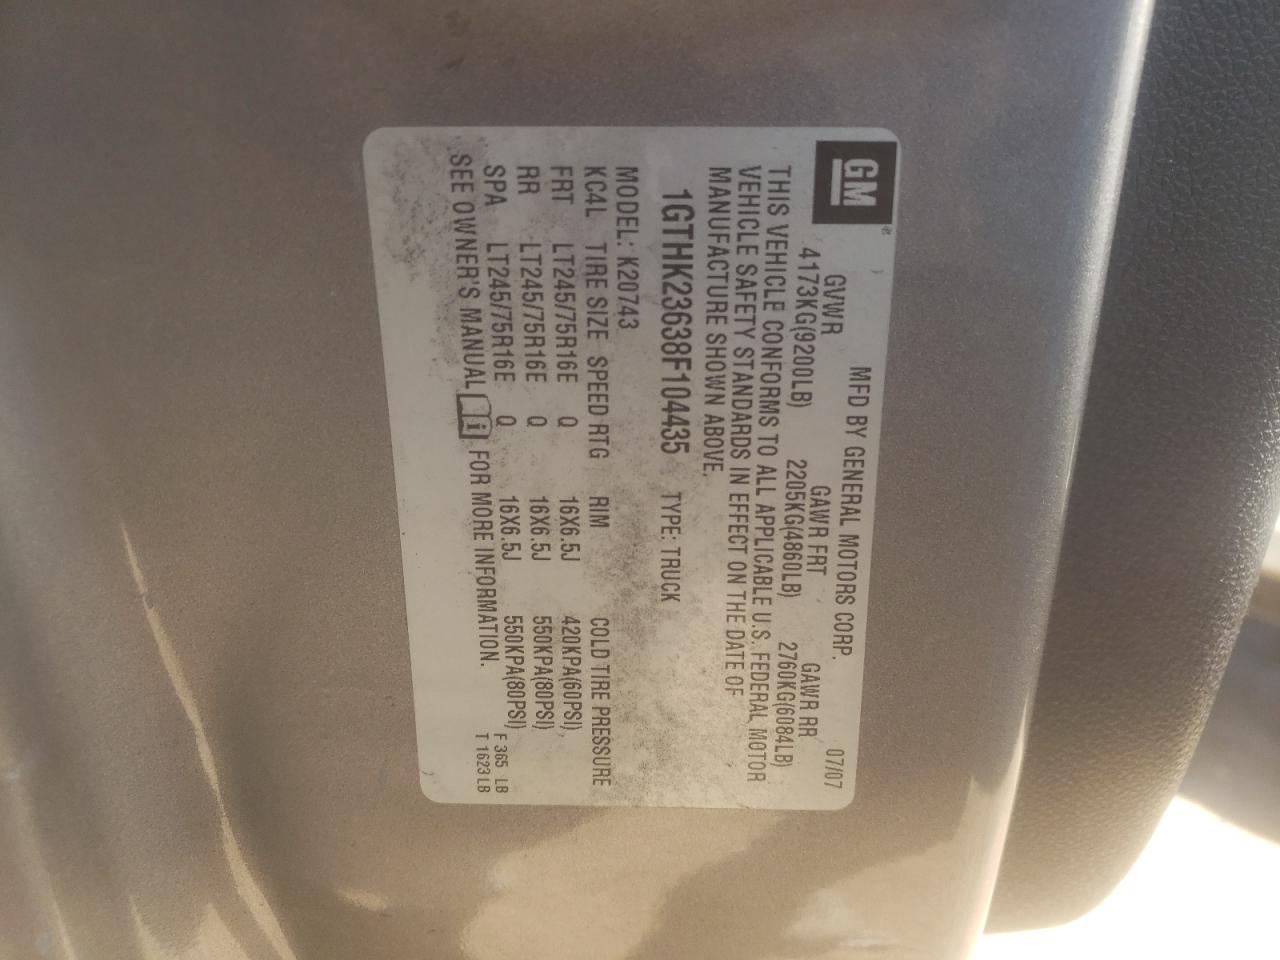 GM
MFD BY GENERAL MOTORS CORP. 07/07
GVWR GAWR FRT GAWR RR
4173KG(9200LB) 2205KG(4860LB) 2760KG(6084LB)
THIS VEHICLE CONFORMS TO ALL APPLICABLE U.S. FEDERAL MOTOR
VEHICLE SAFETY STANDARDS IN EFFECT ON THE DATE OF
MANUFACTURE SHOWN ABOVE.
1GTHK23638F104435 TYPE: TRUCK
MODEL: K20743
KC4L TIRE SIZE SPEED RTG RIM COLD TIRE PRESSURE
FRT LT245/75R16E Q 16X6.5J 420KPA(60PSI)
RR LT245/75R16E Q 16X6.5J 550KPA(80PSI)
SPA LT245/75R16E Q 16X6.5J 550KPA(80PSI) F 365 LB
SEE OWNER'S MANUAL FOR MORE INFORMATION. T 1623 LB